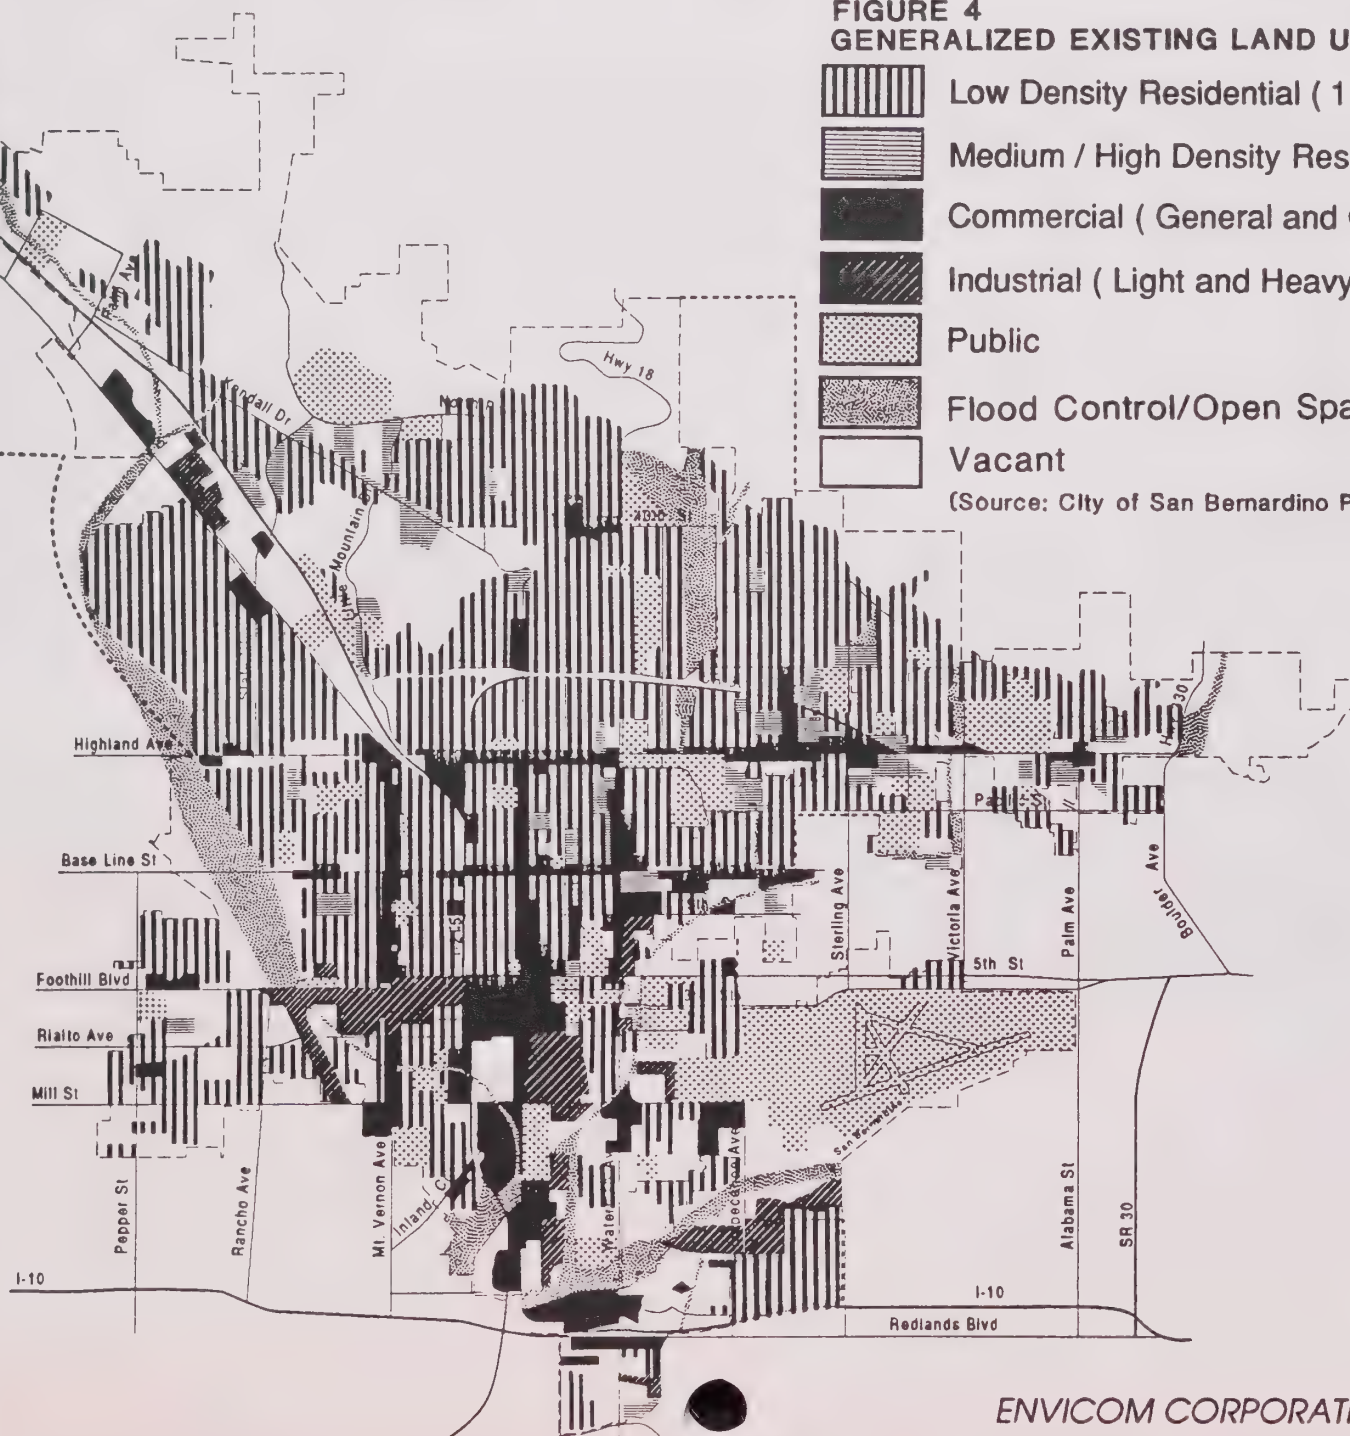 FIGURE 4
GENERALIZED EXISTING LAND U
Low Density Residential ( 1
Medium / High Density Res
Commercial ( General and
Industrial ( Light and Heavy
Public
Flood Control/Open Spa
Vacant
(Source: City of San Bernardino P
Hwy 18
Kendall Dr
40th St
Mountain
Highland Ave
Base Line St
Foothill Blvd
Rialto Ave
Mill St
Pepper St
Rancho Ave
Mt. Vernon Ave
Inland
Sterling Ave
Victoria Ave
Palm Ave
Boulder Ave
5th St
Alabama St
SR 30
I-10
I-10
Redlands Blvd
ENVICOM CORPORATI